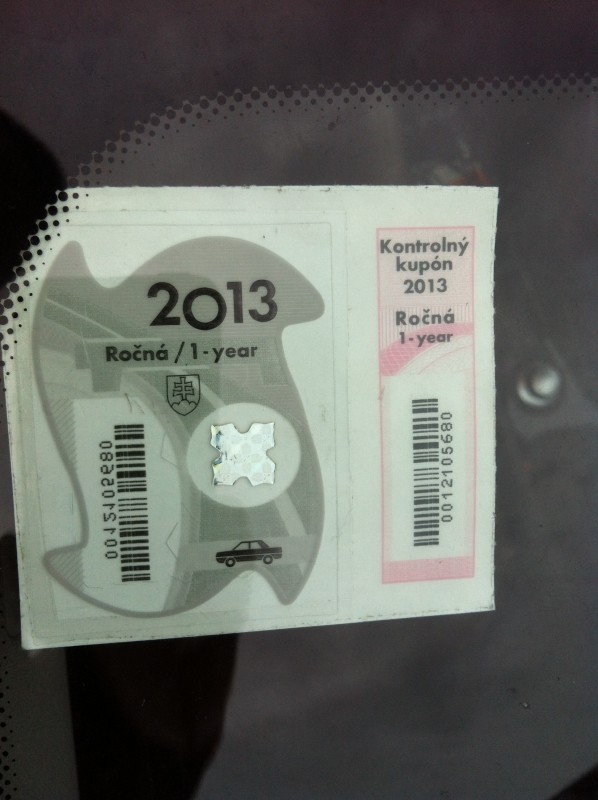 2013
Ročná / 1-year
0012105680
Kontrolný
kupón
2013
Ročná
1-year
0012105680